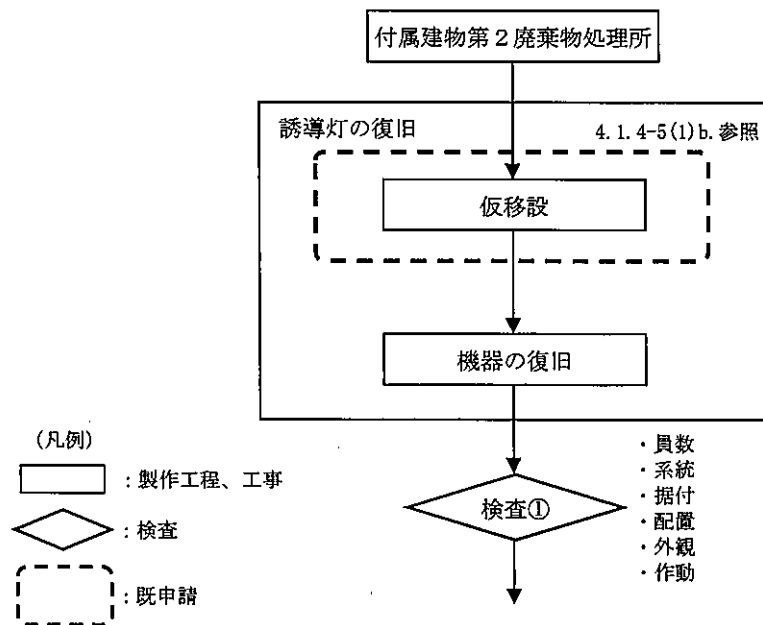 付属建物第２廃棄物処理所
誘導灯の復旧
4.1.4-5(1)b.参照
仮移設
機器の復旧
検査①
・員数
・系統
・据付
・配置
・外観
・作動
(凡例)
：製作工程、工事
：検査
：既申請